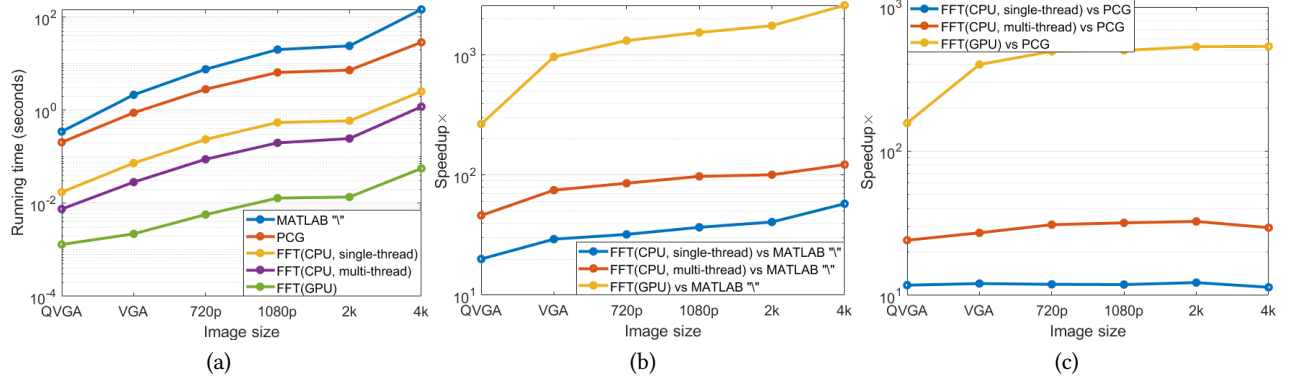 10^2
10^0
10^-2
10^-4
Running time (seconds)
MATLAB "\"
PCG
FFT(CPU, single-thread)
FFT(CPU, multi-thread)
FFT(GPU)
QVGA VGA 720p 1080p 2k 4k
Image size
(a)
10^3
10^2
10^1
Speedup×
FFT(CPU, single-thread) vs MATLAB "\"
FFT(CPU, multi-thread) vs MATLAB "\"
FFT(GPU) vs MATLAB "\"
QVGA VGA 720p 1080p 2k 4k
Image size
(b)
10^3
10^2
10^1
Speedup×
FFT(CPU, single-thread) vs PCG
FFT(CPU, multi-thread) vs PCG
FFT(GPU) vs PCG
QVGA VGA 720p 1080p 2k 4k
Image size
(c)